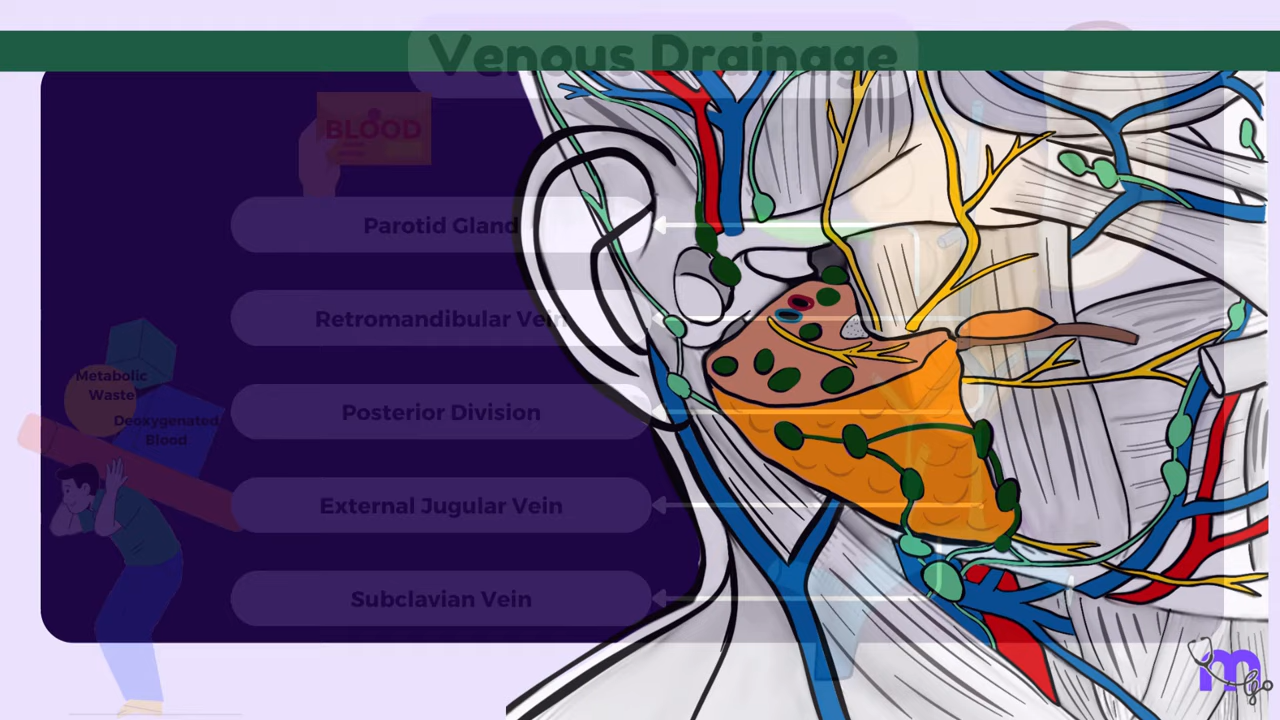 Venous Drainage
BLOOD
Parotid Gland
Retromandibular Vein
Metabolic
Waste
Deoxygenated
Blood
Posterior Division
External Jugular Vein
Subclavian Vein
m